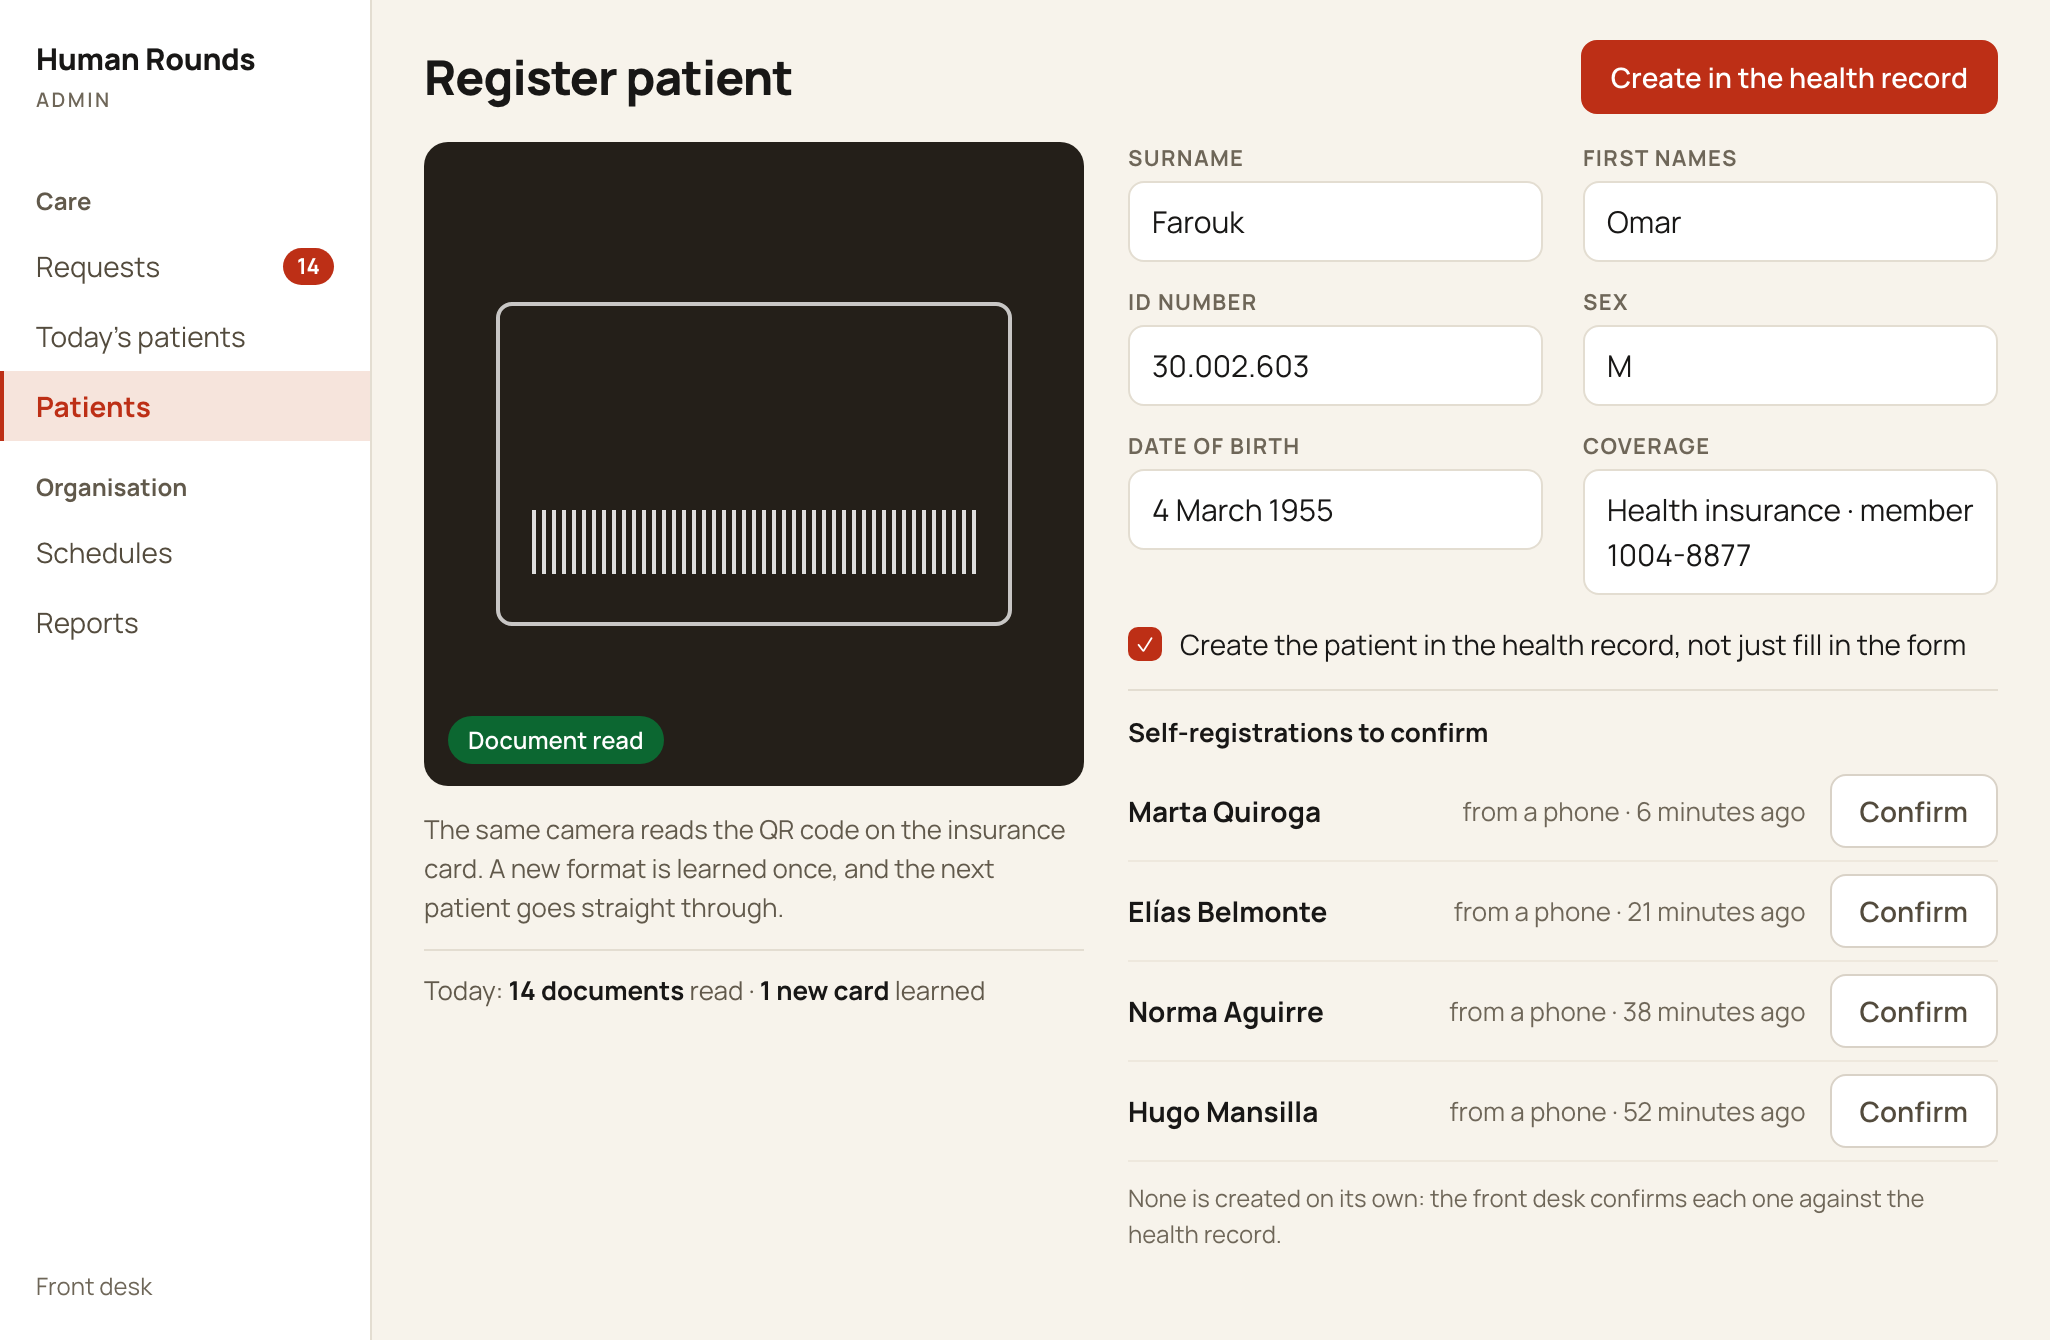 Human Rounds
ADMIN
Care
Requests 14
Today's patients
Patients
Organisation
Schedules
Reports
Front desk
Register patient
Create in the health record
Document read
The same camera reads the QR code on the insurance
card. A new format is learned once, and the next
patient goes straight through.
Today: 14 documents read · 1 new card learned
SURNAME
Farouk
FIRST NAMES
Omar
ID NUMBER
30.002.603
SEX
M
DATE OF BIRTH
4 March 1955
COVERAGE
Health insurance · member
1004-8877
Create the patient in the health record, not just fill in the form
Self-registrations to confirm
Marta Quiroga from a phone · 6 minutes ago Confirm
Elías Belmonte from a phone · 21 minutes ago Confirm
Norma Aguirre from a phone · 38 minutes ago Confirm
Hugo Mansilla from a phone · 52 minutes ago Confirm
None is created on its own: the front desk confirms each one against the
health record.